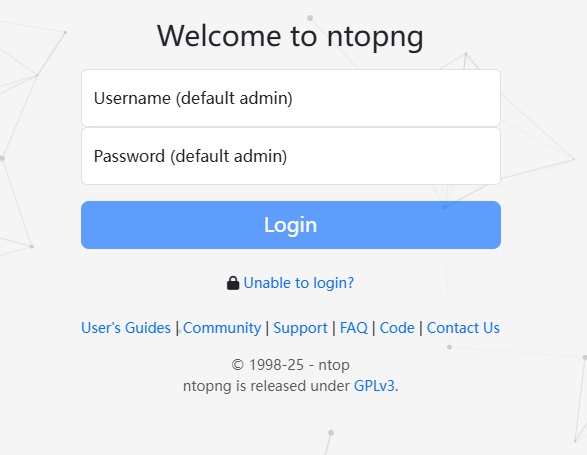 Welcome to ntopng
Username (default admin)
Password (default admin)
Login
Unable to login?
User's Guides | Community | Support | FAQ | Code | Contact Us
© 1998-25 - ntop
ntopng is released under GPLv3.